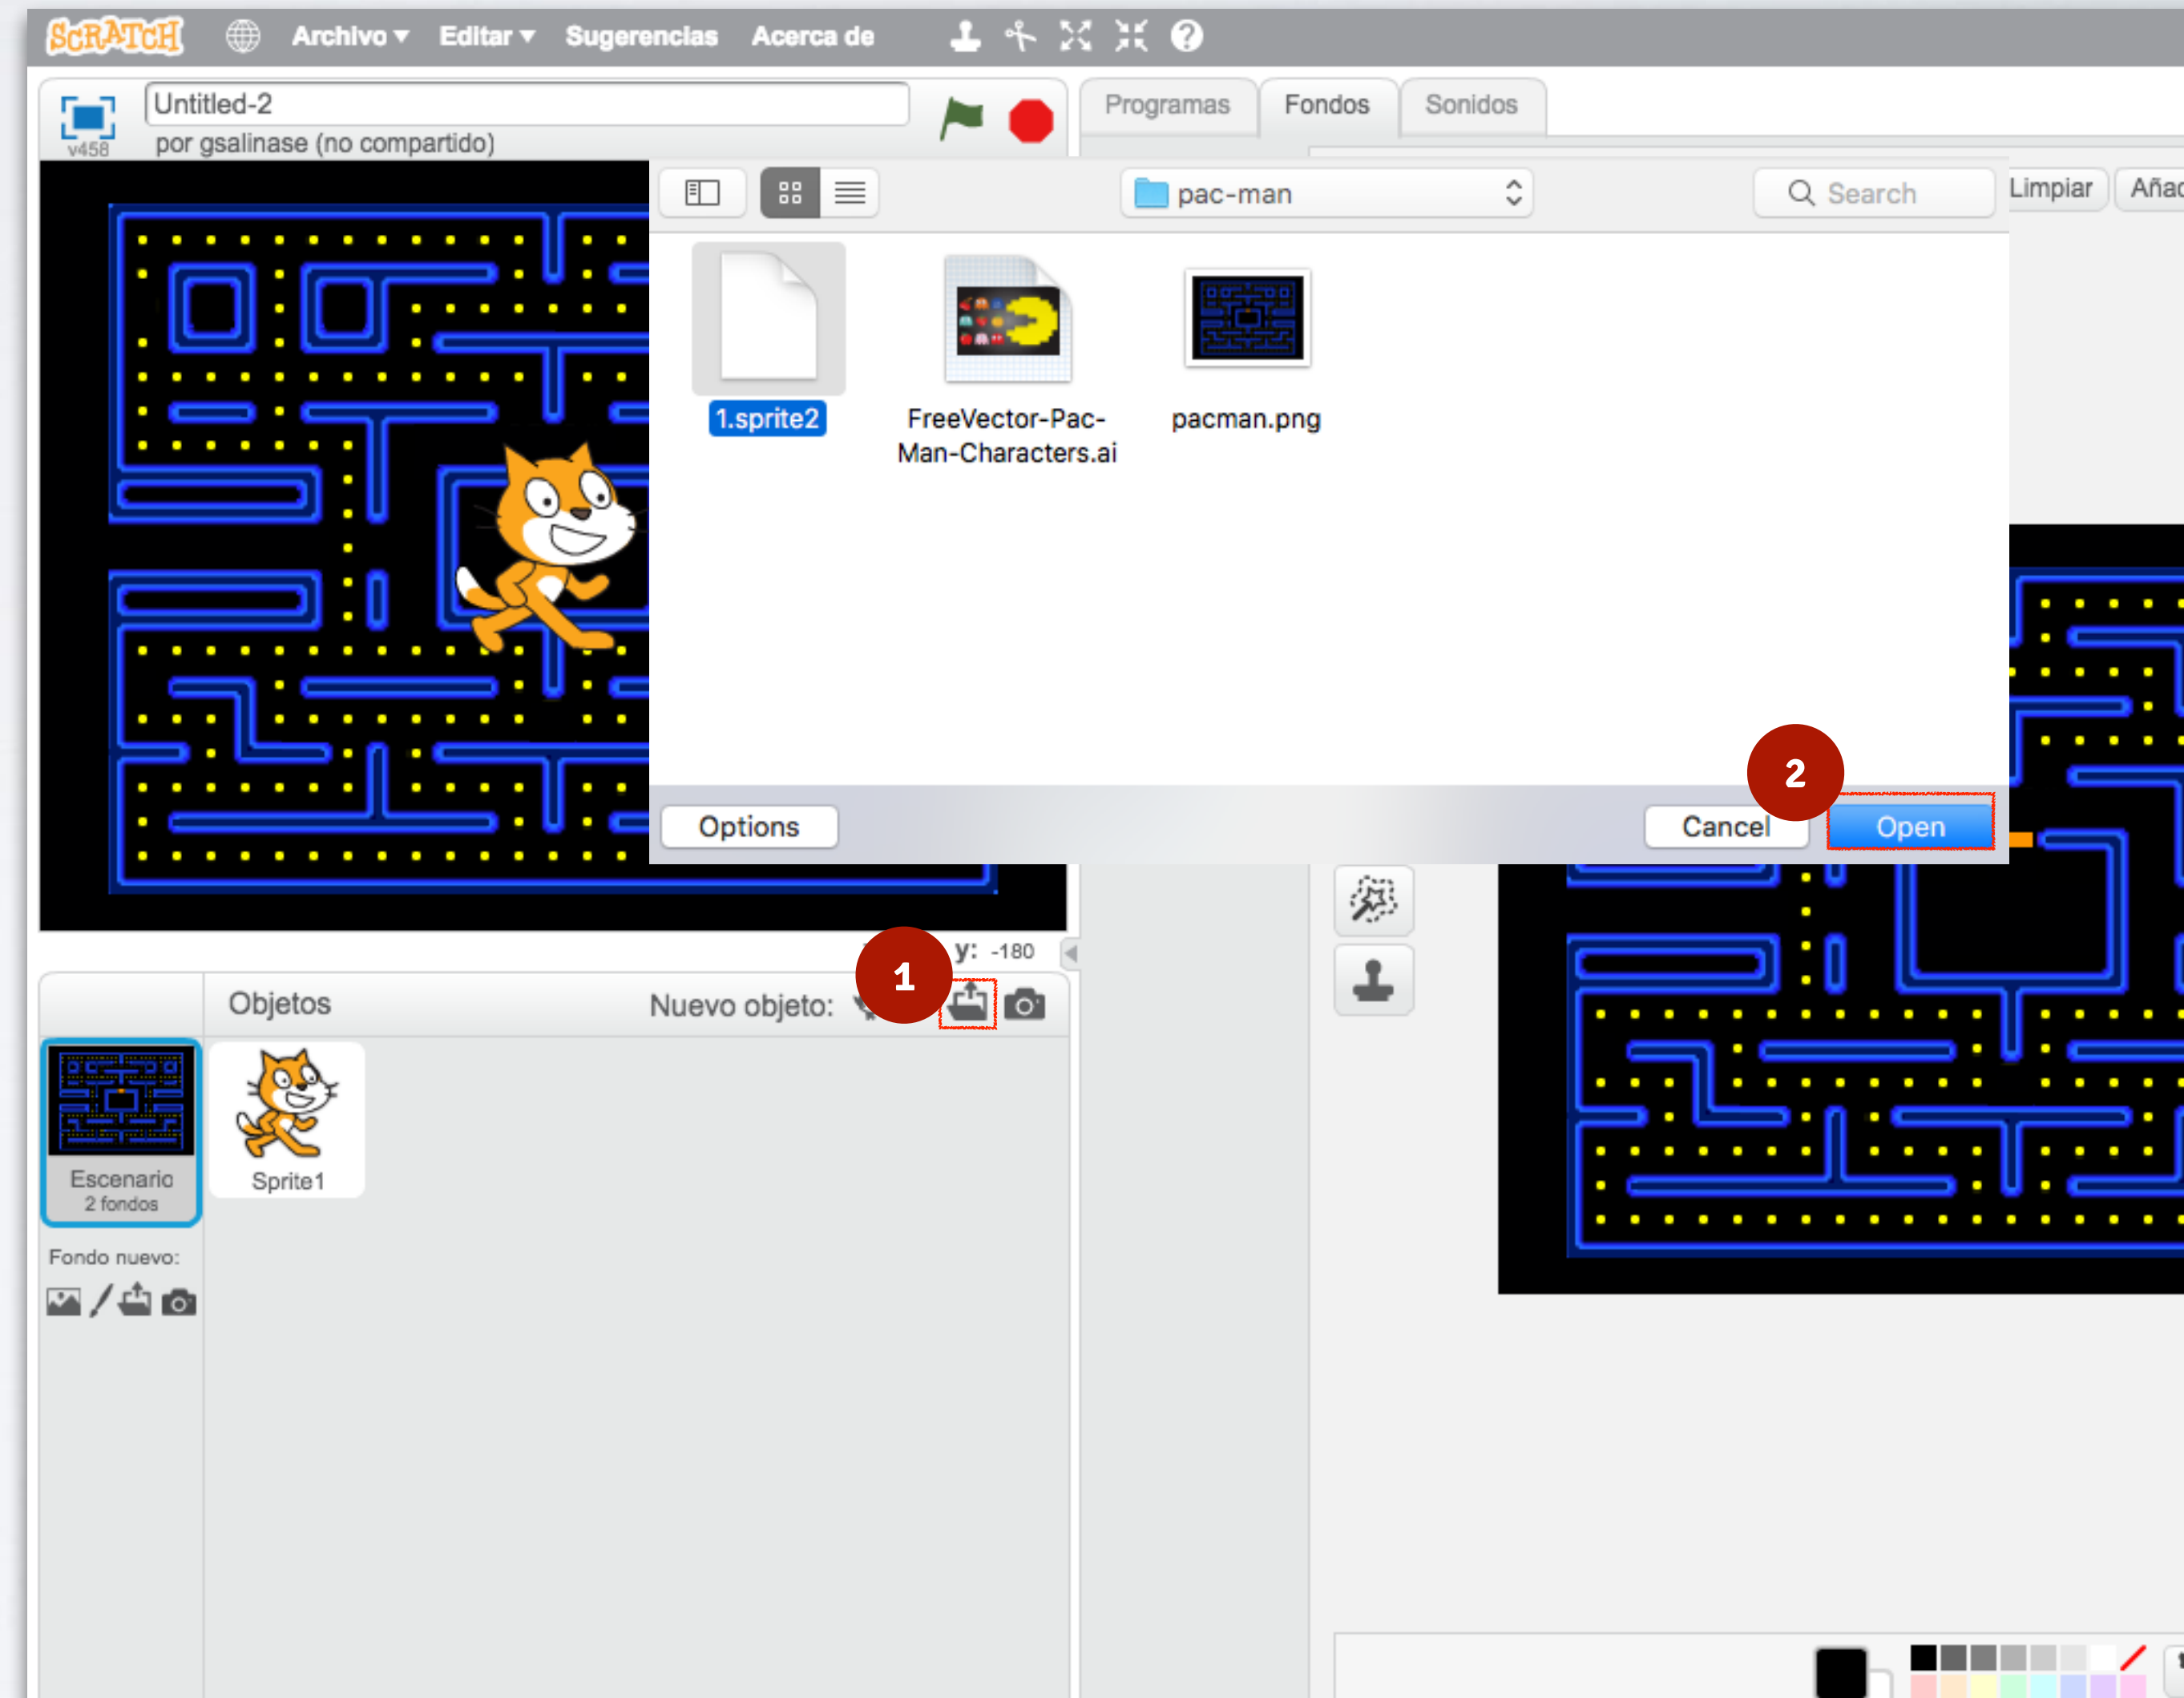 SCRATCH Archivo Editar Sugerencias Acerca de
Untitled-2
v458
por gsalinase (no compartido)
Programas Fondos Sonidos
pac-man
Search
Limpiar
1.sprite2
FreeVector-Pac-
Man-Characters.ai
pacman.png
2
Options
Cancel
Open
y: -180
1
Objetos
Nuevo objeto:
Escenario
2 fondos
Sprite1
Fondo nuevo: